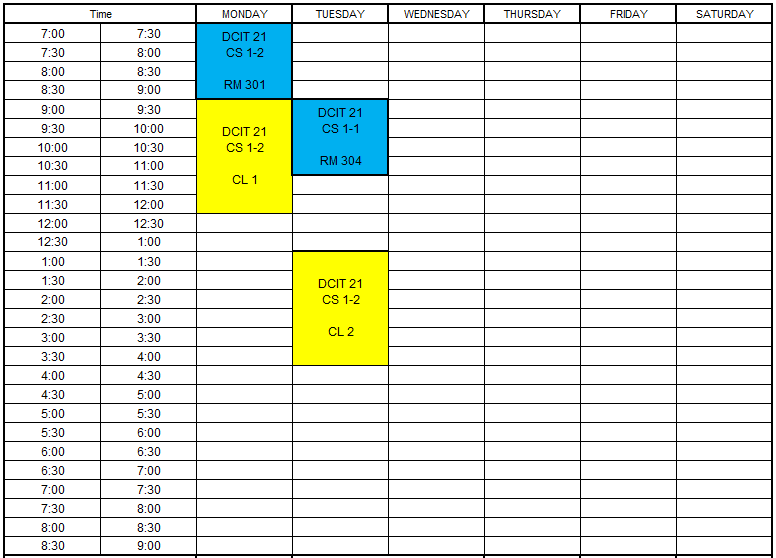 Time MONDAY TUESDAY WEDNESDAY THURSDAY FRIDAY SATURDAY
7:00 7:30 DCIT 21
7:30 8:00 CS 1-2
8:00 8:30
8:30 9:00 RM 301
9:00 9:30 DCIT 21
9:30 10:00 DCIT 21 CS 1-1
10:00 10:30 CS 1-2
10:30 11:00 RM 304
11:00 11:30 CL 1
11:30 12:00
12:00 12:30
12:30 1:00
1:00 1:30
1:30 2:00 DCIT 21
2:00 2:30 CS 1-2
2:30 3:00
3:00 3:30 CL 2
3:30 4:00
4:00 4:30
4:30 5:00
5:00 5:30
5:30 6:00
6:00 6:30
6:30 7:00
7:00 7:30
7:30 8:00
8:00 8:30
8:30 9:00